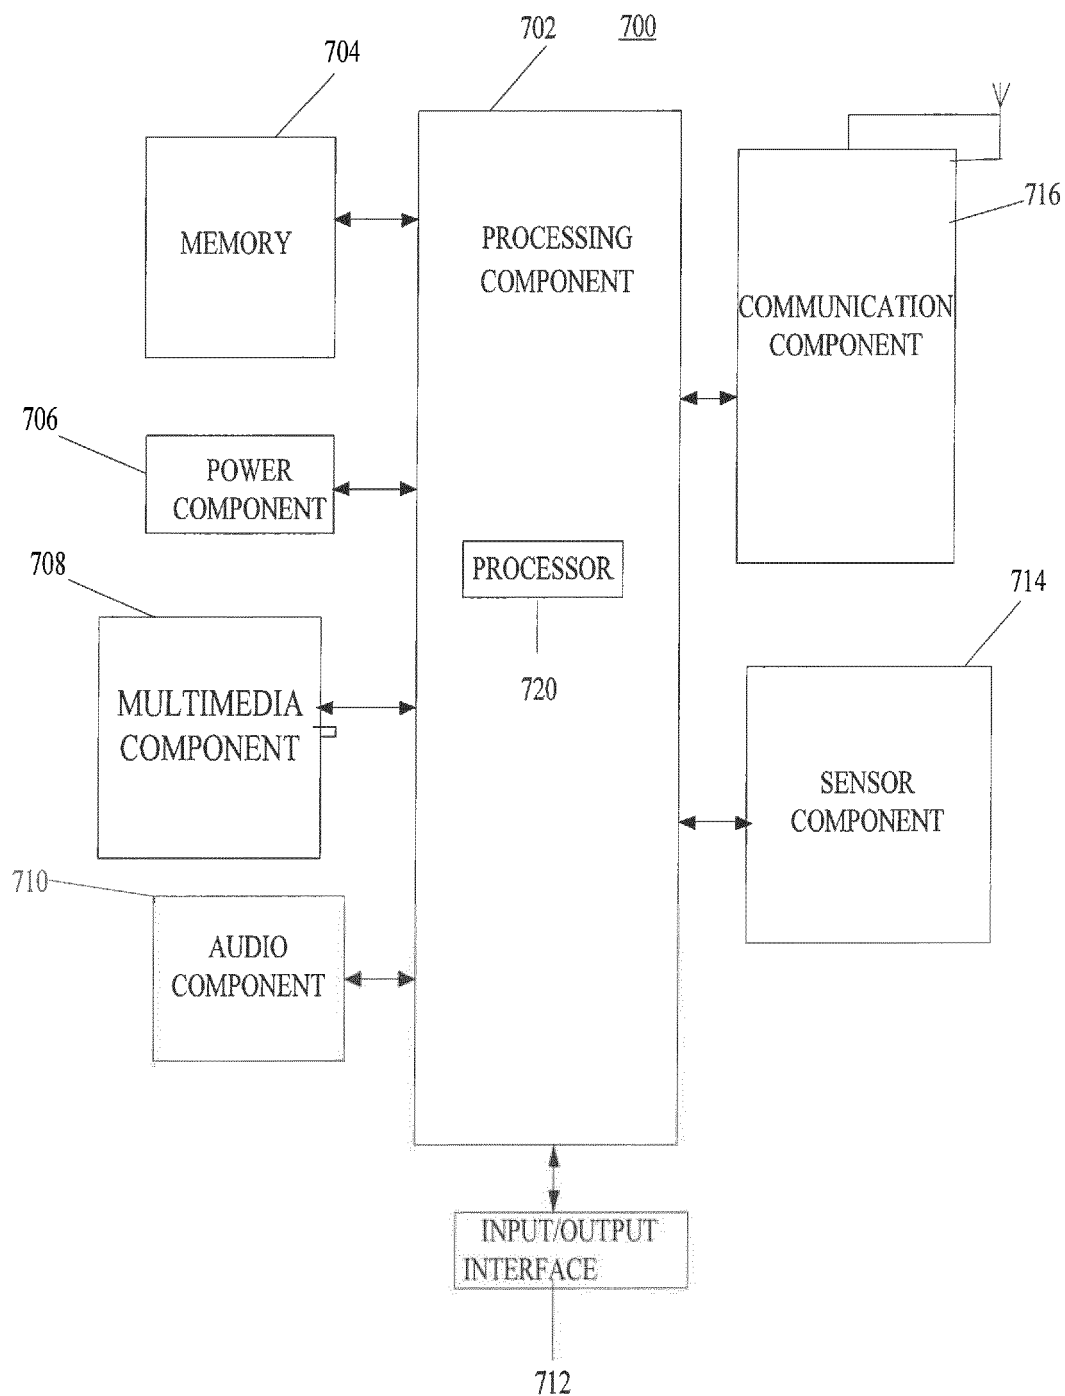 702
700
704
716
MEMORY
PROCESSING
COMPONENT
COMMUNICATION
COMPONENT
706
POWER
COMPONENT
708
PROCESSOR
714
720
MULTIMEDIA
COMPONENT
SENSOR
COMPONENT
710
AUDIO
COMPONENT
INPUT/OUTPUT
INTERFACE
712